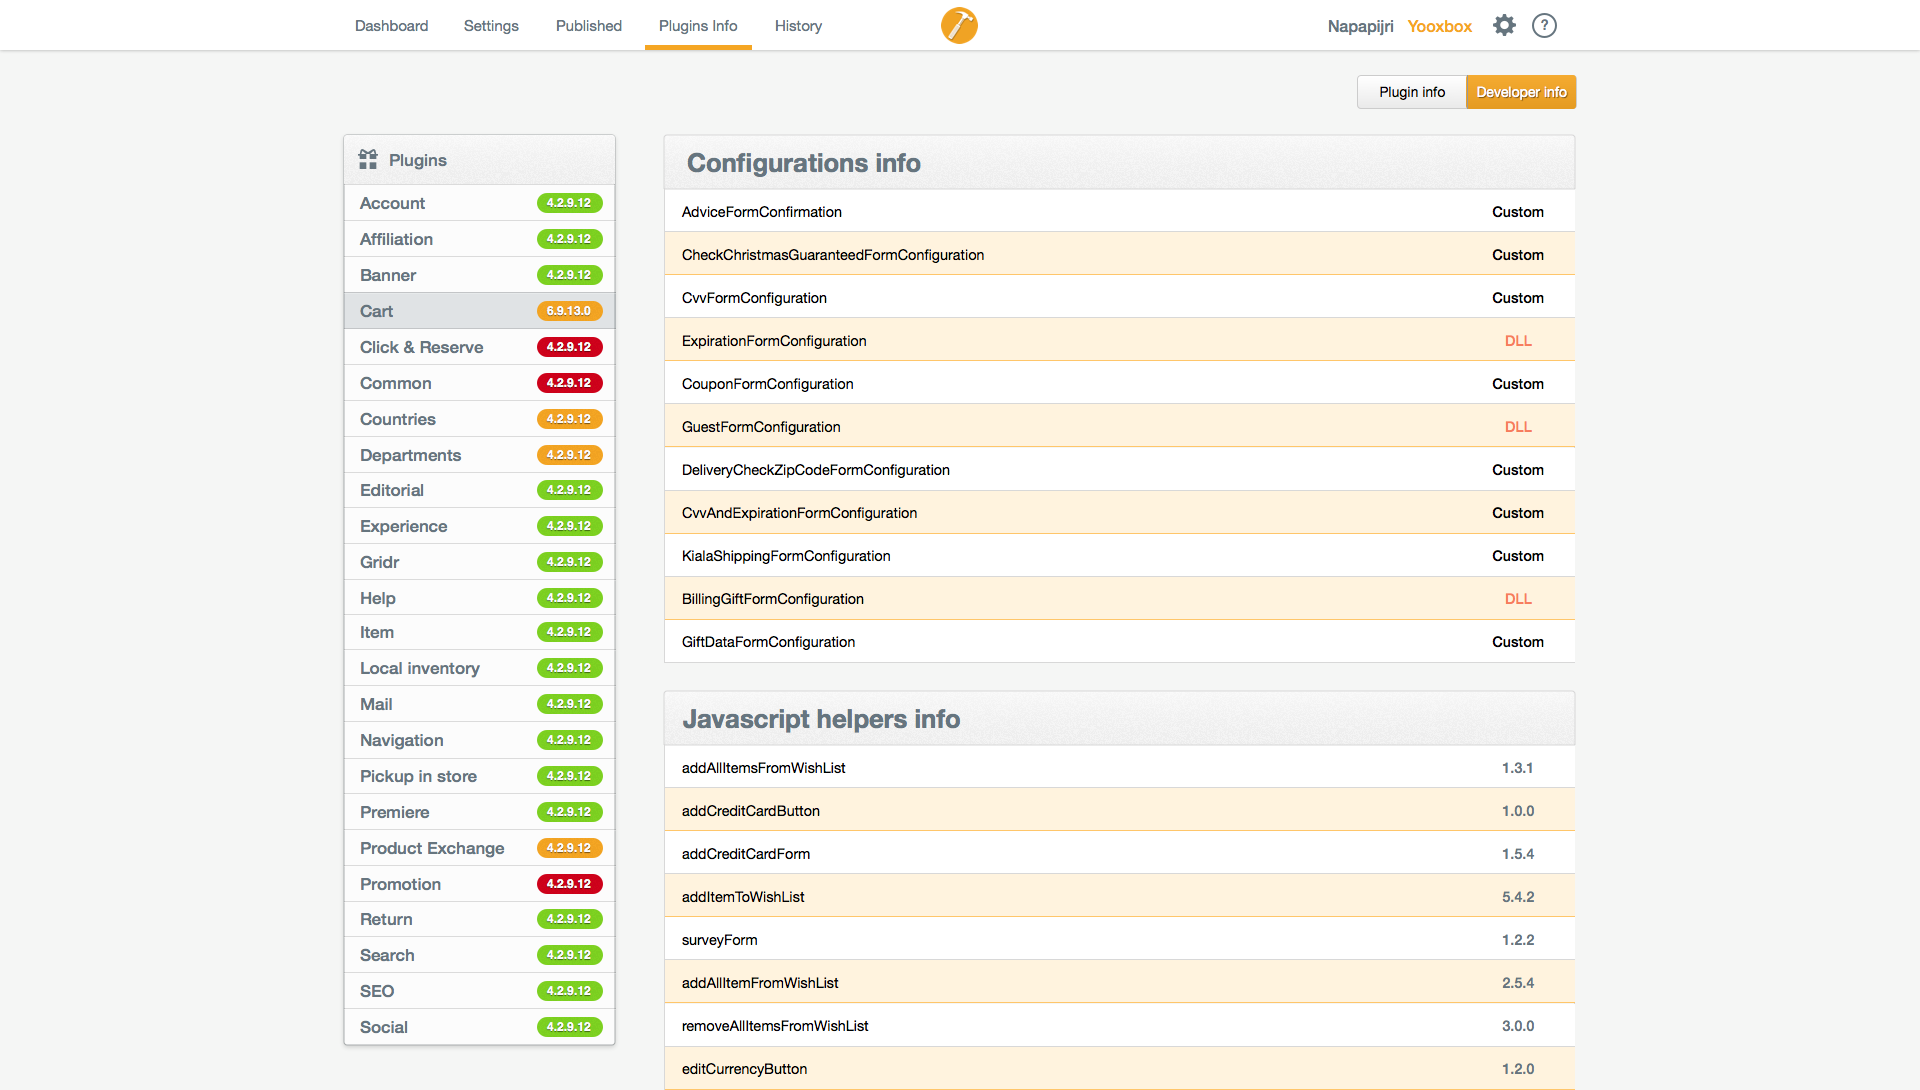 Dashboard Settings Published Plugins Info History Napapijri Yooxbox ?
Plugin info Developer info
Plugins
Account 4.2.9.12
Affiliation 4.2.9.12
Banner 4.2.9.12
Cart 6.9.13.0
Click & Reserve 4.2.9.12
Common 4.2.9.12
Countries 4.2.9.12
Departments 4.2.9.12
Editorial 4.2.9.12
Experience 4.2.9.12
Gridr 4.2.9.12
Help 4.2.9.12
Item 4.2.9.12
Local inventory 4.2.9.12
Mail 4.2.9.12
Navigation 4.2.9.12
Pickup in store 4.2.9.12
Premiere 4.2.9.12
Product Exchange 4.2.9.12
Promotion 4.2.9.12
Return 4.2.9.12
Search 4.2.9.12
SEO 4.2.9.12
Social 4.2.9.12
Configurations info
AdviceFormConfirmation Custom
CheckChristmasGuaranteedFormConfiguration Custom
CvvFormConfiguration Custom
ExpirationFormConfiguration DLL
CouponFormConfiguration Custom
GuestFormConfiguration DLL
DeliveryCheckZipCodeFormConfiguration Custom
CvvAndExpirationFormConfiguration Custom
KialaShippingFormConfiguration Custom
BillingGiftFormConfiguration DLL
GiftDataFormConfiguration Custom
Javascript helpers info
addAllItemsFromWishList 1.3.1
addCreditCardButton 1.0.0
addCreditCardForm 1.5.4
addItemToWishList 5.4.2
surveyForm 1.2.2
addAllItemFromWishList 2.5.4
removeAllItemsFromWishList 3.0.0
editCurrencyButton 1.2.0